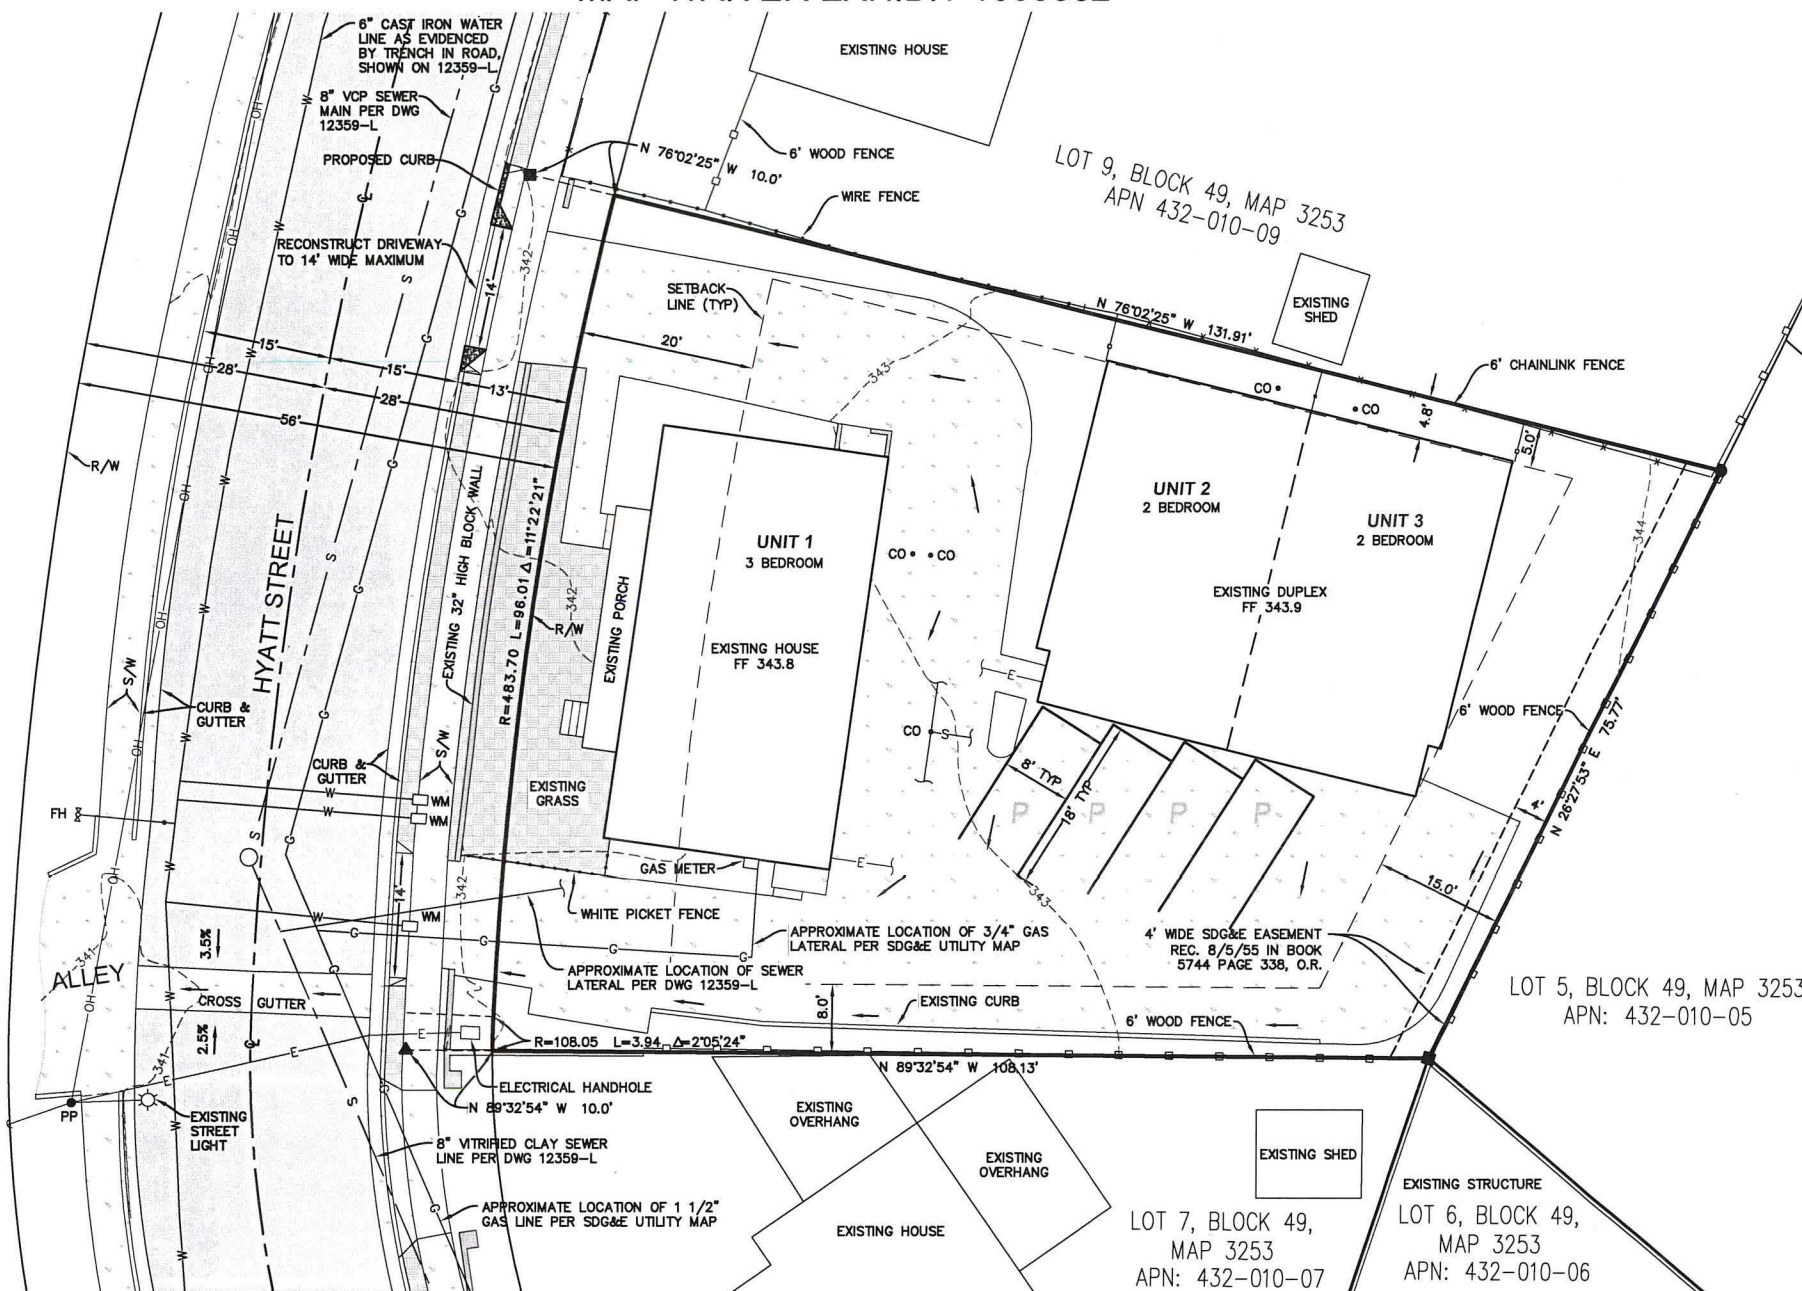 6" CAST IRON WATER
LINE AS EVIDENCED
BY TRENCH IN ROAD,
SHOWN ON 12359-L
8" VCP SEWER
MAIN PER DWG
12359-L
PROPOSED CURB
RECONSTRUCT DRIVEWAY
TO 14' WIDE MAXIMUM
EXISTING HOUSE
6' WOOD FENCE
N 76°02'25" W 10.0'
WIRE FENCE
LOT 9, BLOCK 49, MAP 3253
APN 432-010-09
SETBACK
LINE (TYP)
N 76°02'25" W 131.91'
EXISTING
SHED
6' CHAINLINK FENCE
14'
342
343
20'
15'
15'
13'
28'
28'
56'
R/W
CO
CO
4.8'
5.0'
UNIT 1
3 BEDROOM
EXISTING HOUSE
FF 343.8
UNIT 2
2 BEDROOM
UNIT 3
2 BEDROOM
EXISTING DUPLEX
FF 343.9
344
CO
CO
HYATT STREET
EXISTING 32" HIGH BLOCK WALL
R=483.70 L=96.01 Δ=11°22'21"
R/W
342
EXISTING PORCH
S/W
CURB &
GUTTER
CURB &
GUTTER
S/W
EXISTING
GRASS
CO
S
E
6' WOOD FENCE
N 26°27'53" E 75.77'
8' TYP
18' TYP
P P P P
4'
15.0'
FH
WM
WM
WM
14'
342
GAS METER
E
WHITE PICKET FENCE
343
APPROXIMATE LOCATION OF 3/4" GAS
LATERAL PER SDG&E UTILITY MAP
APPROXIMATE LOCATION OF SEWER
LATERAL PER DWG 12359-L
4' WIDE SDG&E EASEMENT
REC. 8/5/55 IN BOOK
5744 PAGE 338, O.R.
LOT 5, BLOCK 49, MAP 3253
APN: 432-010-05
3.5%
341
ALLEY
CROSS GUTTER
2.5%
341
8.0'
EXISTING CURB
6' WOOD FENCE
R=108.05 L=3.94 Δ=2°05'24"
N 89°32'54" W 108.13'
ELECTRICAL HANDHOLE
N 89°32'54" W 10.0'
PP
EXISTING
STREET
LIGHT
8" VITRIFIED CLAY SEWER
LINE PER DWG 12359-L
APPROXIMATE LOCATION OF 1 1/2"
GAS LINE PER SDG&E UTILITY MAP
EXISTING
OVERHANG
EXISTING
OVERHANG
EXISTING HOUSE
EXISTING SHED
EXISTING STRUCTURE
LOT 7, BLOCK 49,
MAP 3253
APN: 432-010-07
LOT 6, BLOCK 49,
MAP 3253
APN: 432-010-06